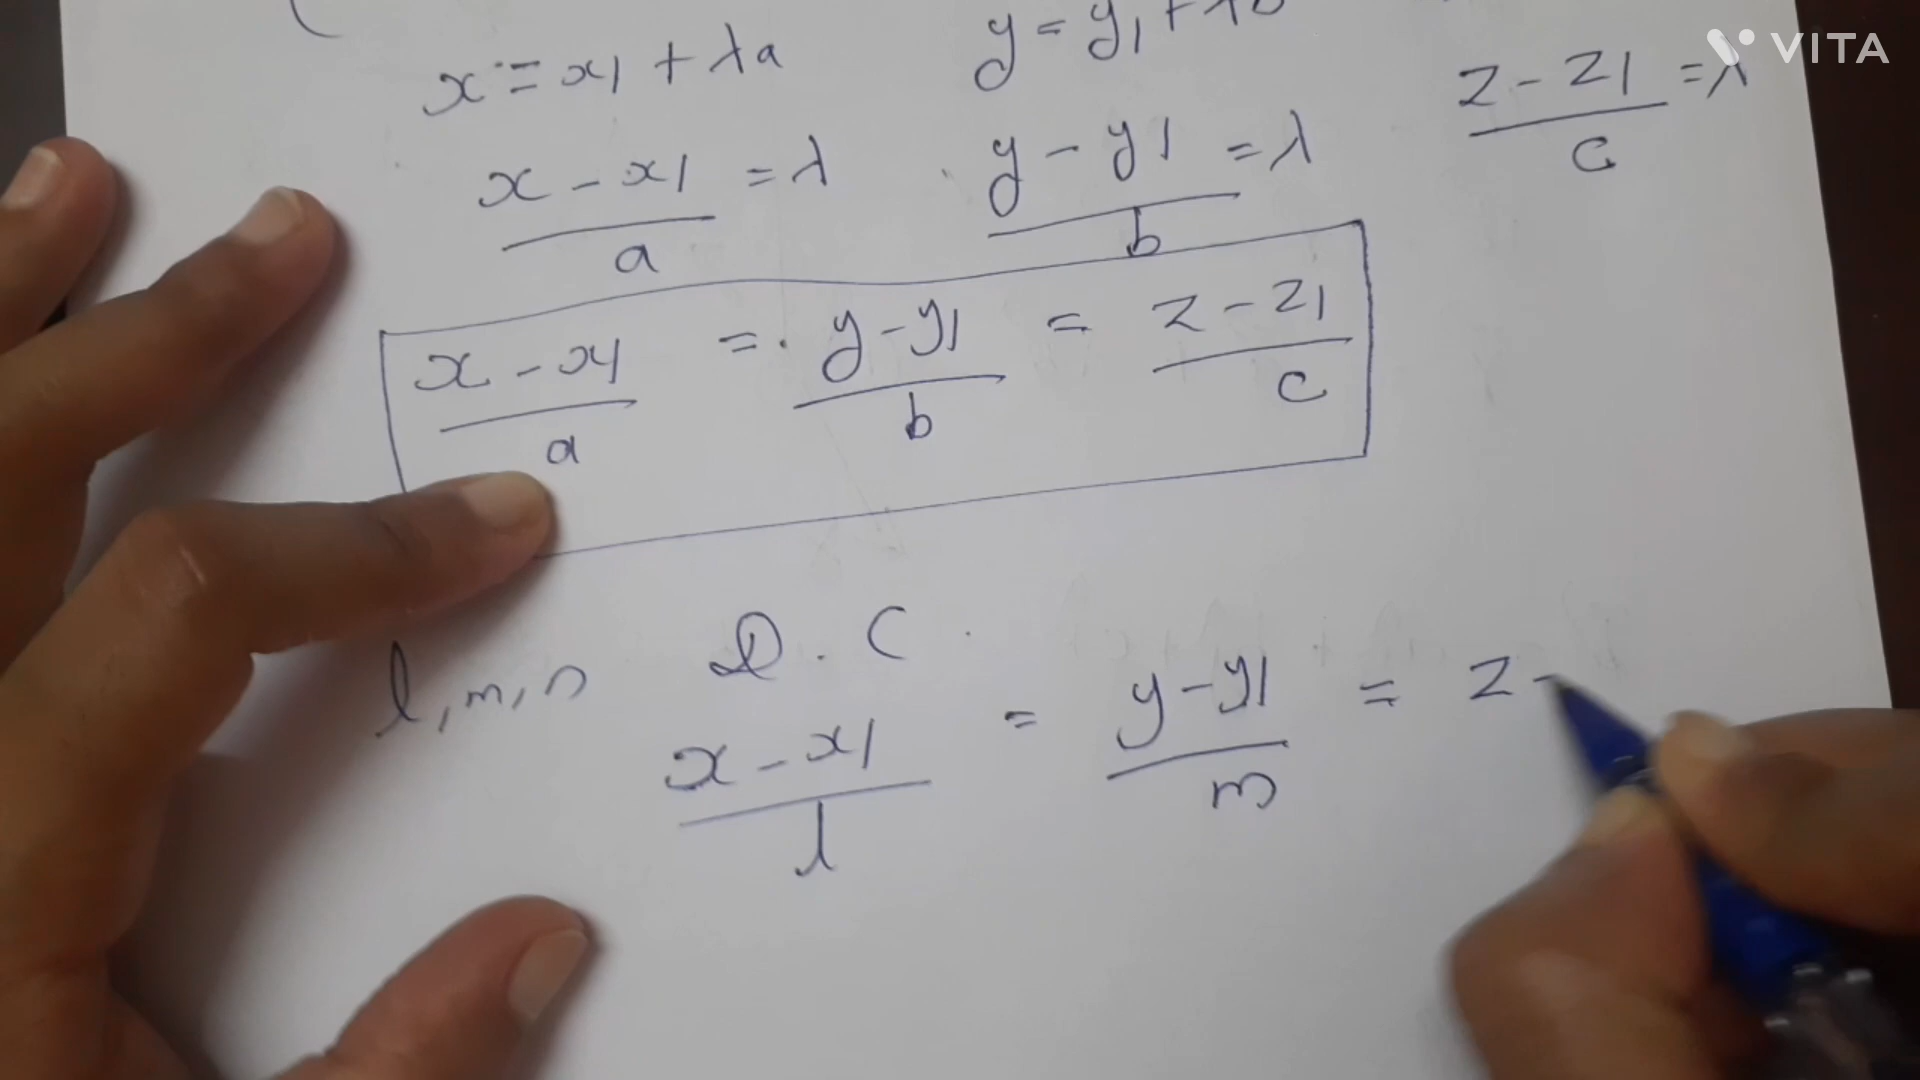 x = x1 + λa y = y1 + λb
VITA
x - x1 / a = λ y - y1 / b = λ z - z1 / c = λ
x - x1 / a = y - y1 / b = z - z1 / c
l, m, n D.C.
x - x1 / l = y - y1 / m = z -